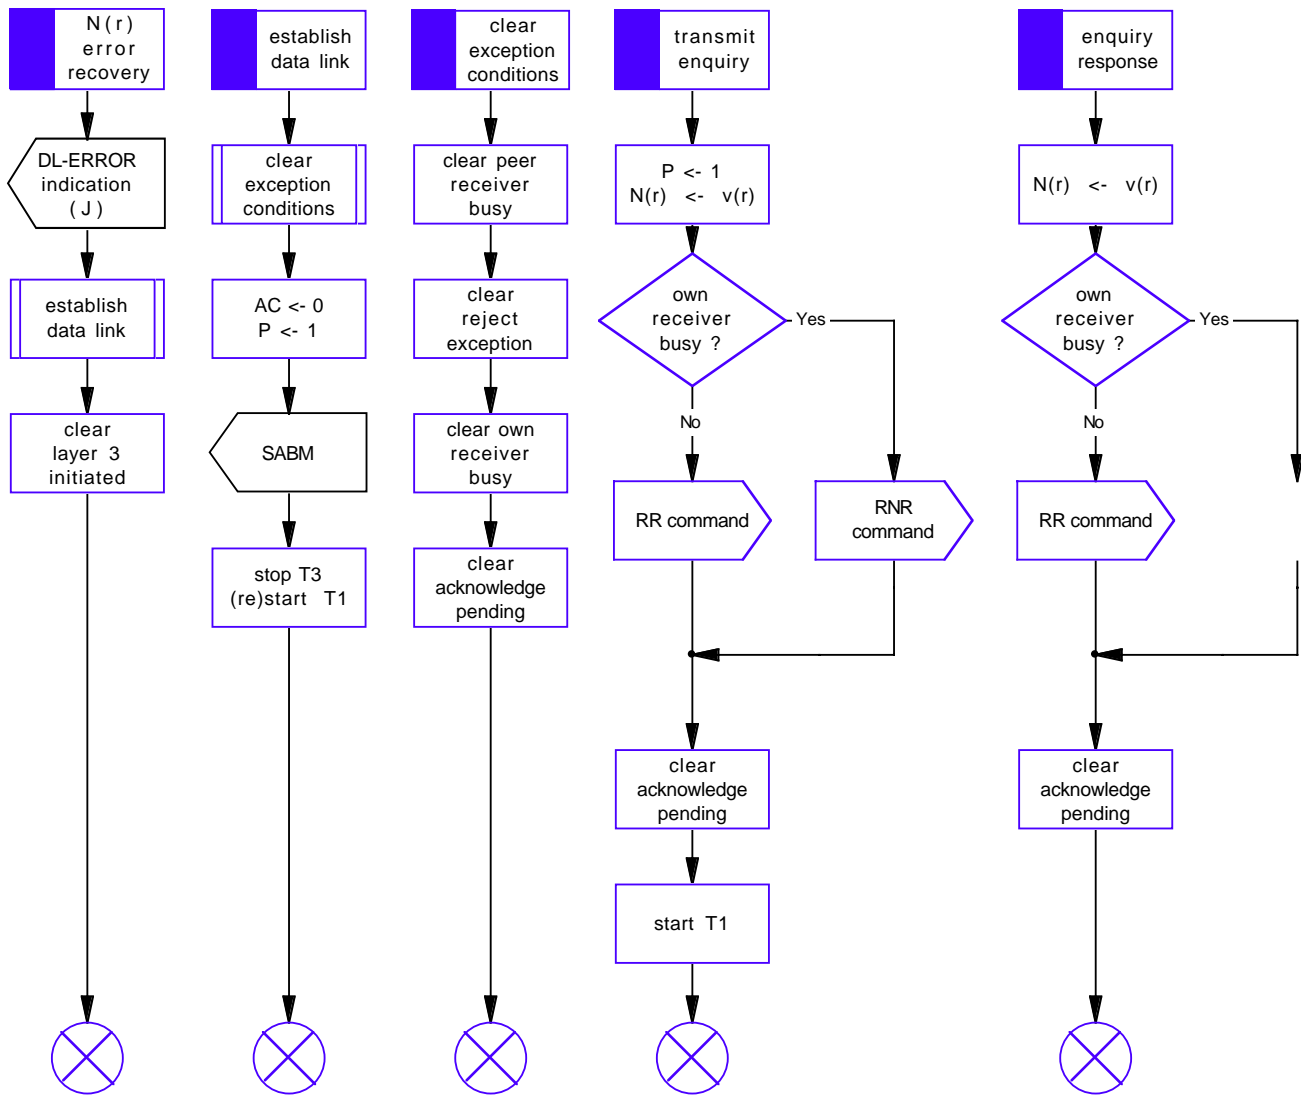 N(r)
error
recovery
DL-ERROR
indication
(J)
establish
data link
clear
layer 3
initiated
establish
data link
clear
exception
conditions
AC <- 0
P <- 1
SABM
stop T3
(re)start T1
clear
exception
conditions
clear peer
receiver
busy
clear
reject
exception
clear own
receiver
busy
clear
acknowledge
pending
transmit
enquiry
P <- 1
N(r) <- v(r)
own
receiver
busy ?
Yes
No
RR command
RNR
command
clear
acknowledge
pending
start T1
enquiry
response
N(r) <- v(r)
own
receiver
busy ?
Yes
No
RR command
clear
acknowledge
pending